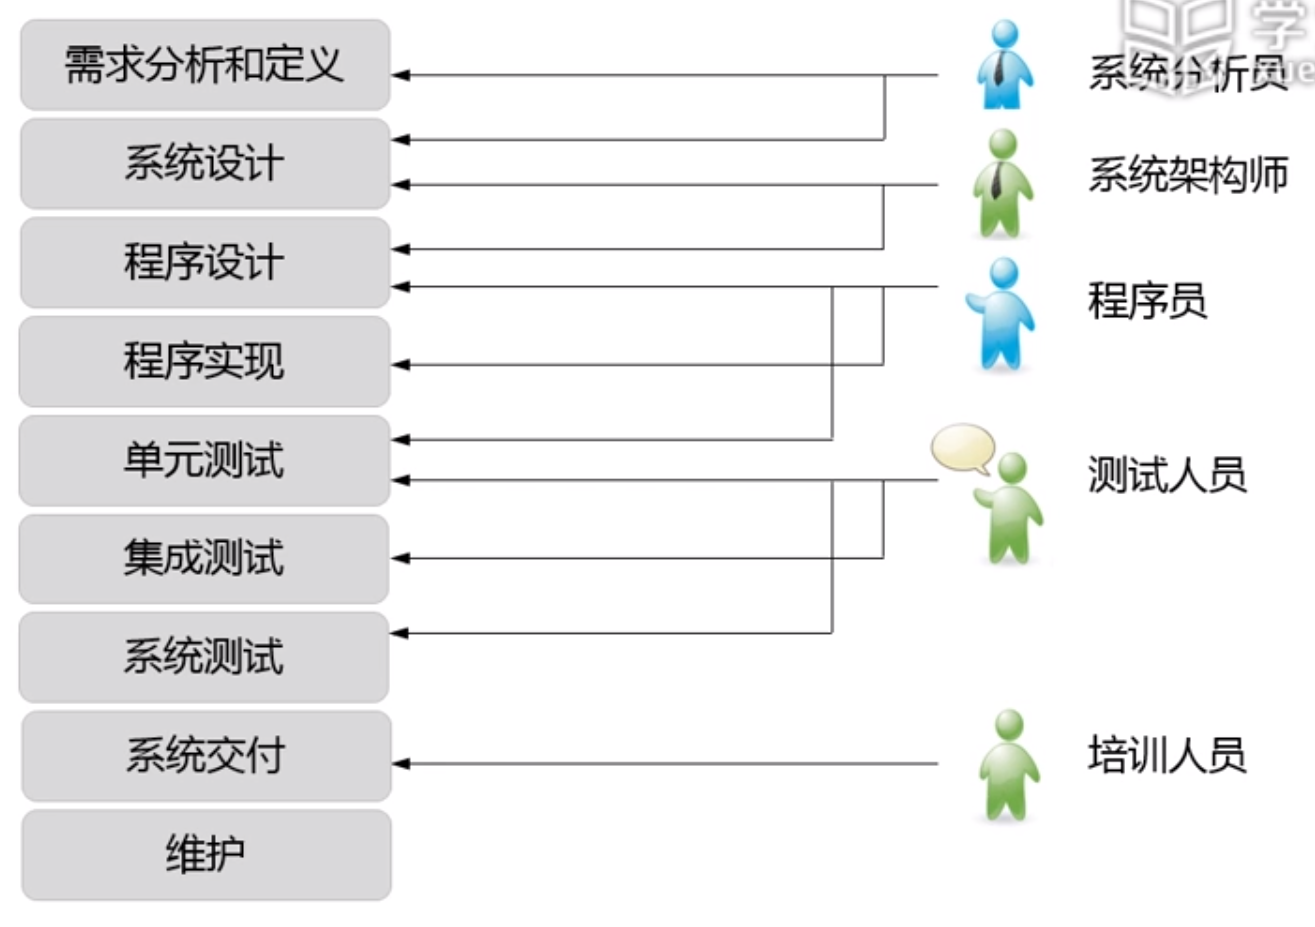 需求分析和定义
系统分析员
系统设计
系统架构师
程序设计
程序员
程序实现
单元测试
测试人员
集成测试
系统测试
系统交付
培训人员
维护
学
xue